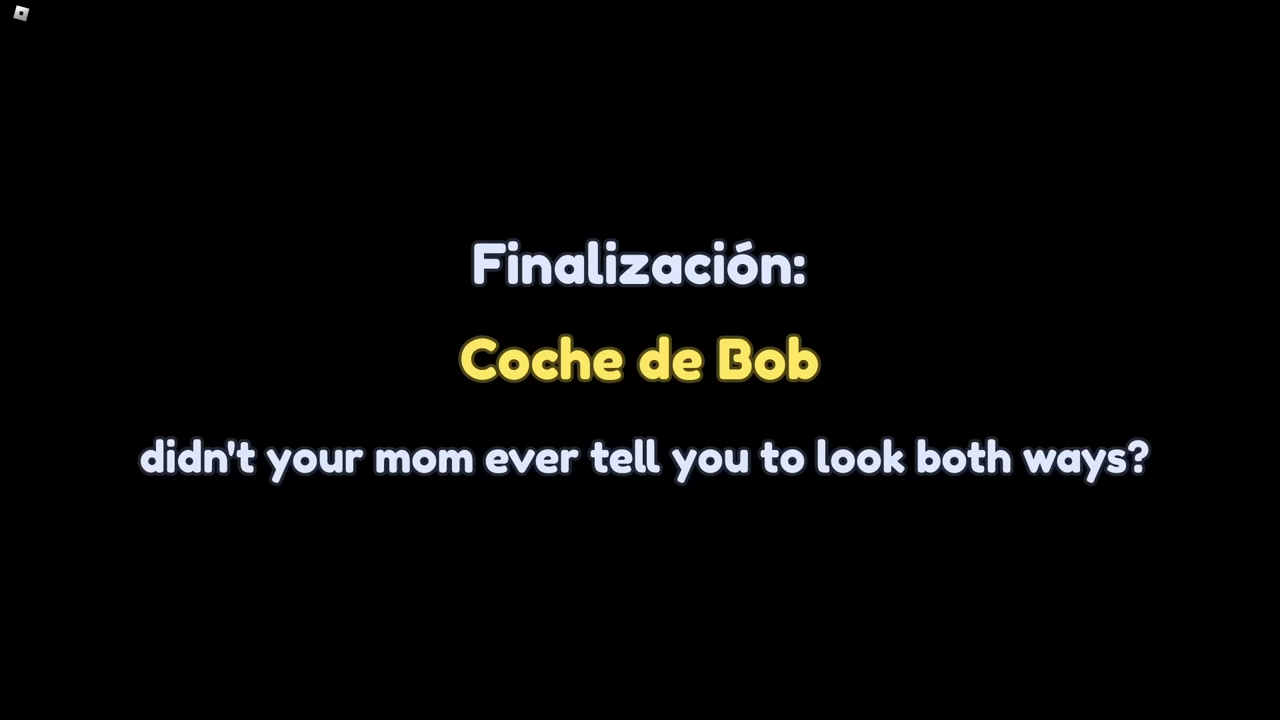 Finalización:
Coche de Bob
didn't your mom ever tell you to look both ways?